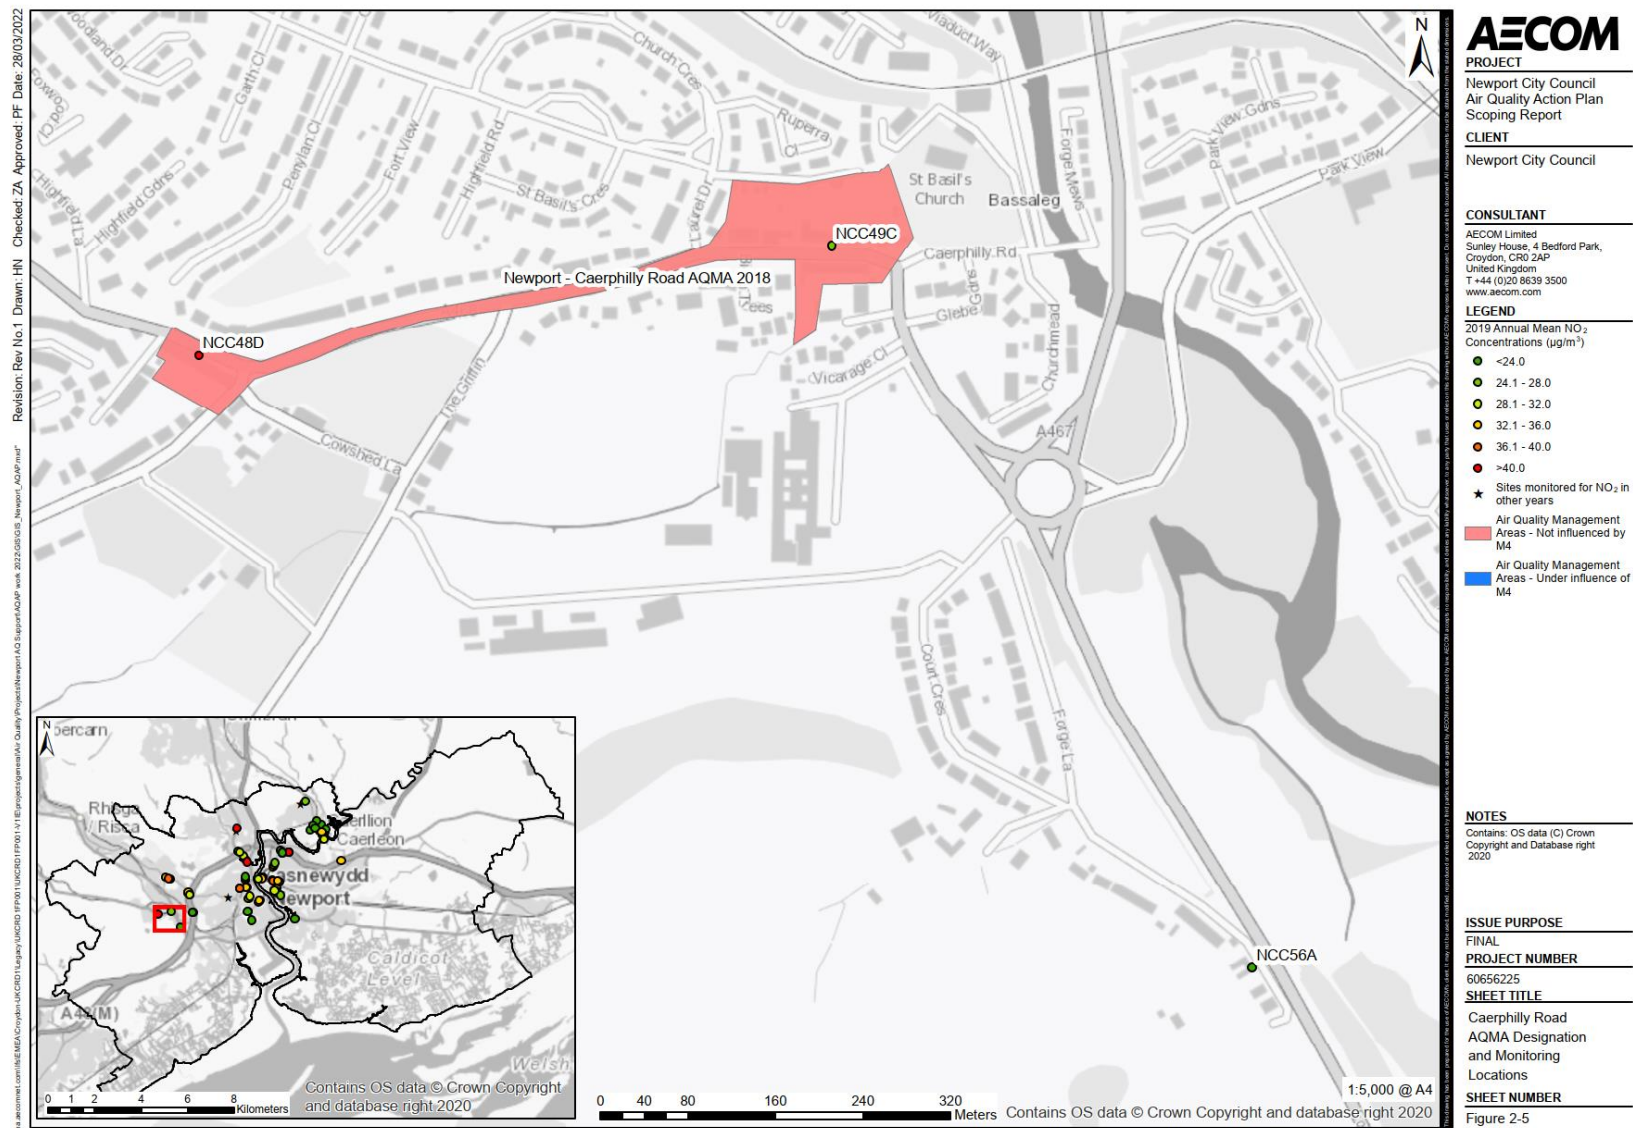 Revision: Rev No:1 Drawn: HN Checked: ZA Approved: PF Date: 28/03/2022
Woodland Dr
Garth Cl
Church Cres
Viaduct Way
N
Penylan Cl
Fort View
Highfield Rd
Ruperra
Cl
Forge Mews
Park View Gdns
Park View
Highfield La
Highfield Gdns
St Basil's Cres
Laurel Dr
St Basil's
Church
Bassaleg
NCC49C
Caerphilly Rd
Newport - Caerphilly Road AQMA 2018
Trees
Glebe
NCC48D
Vicarage Cl
Churchmead
The Griffin
Cowshed La
A467
Court Cres
Forge La
NCC56A
N
bercarn
Rhisga
/ Risca
Caerleon
asnewydd
Newport
Caldicot
Level
Welsh
Contains OS data © Crown Copyright
and database right 2020
0 1 2 4 6 8
Kilometers
0 40 80 160 240 320
Meters
Contains OS data © Crown Copyright and database right 2020
1:5,000 @ A4
AECOM
PROJECT
Newport City Council
Air Quality Action Plan
Scoping Report
CLIENT
Newport City Council
CONSULTANT
AECOM Limited
Sunley House, 4 Bedford Park,
Croydon, CR0 2AP
United Kingdom
T +44 (0)20 8639 3500
www.aecom.com
LEGEND
2019 Annual Mean NO2
Concentrations (µg/m³)
<24.0
24.1 - 28.0
28.1 - 32.0
32.1 - 36.0
36.1 - 40.0
>40.0
Sites monitored for NO2 in
other years
Air Quality Management
Areas - Not influenced by
M4
Air Quality Management
Areas - Under influence of
M4
NOTES
Contains: OS data (C) Crown
Copyright and Database right
2020
ISSUE PURPOSE
FINAL
PROJECT NUMBER
60656225
SHEET TITLE
Caerphilly Road
AQMA Designation
and Monitoring
Locations
SHEET NUMBER
Figure 2-5